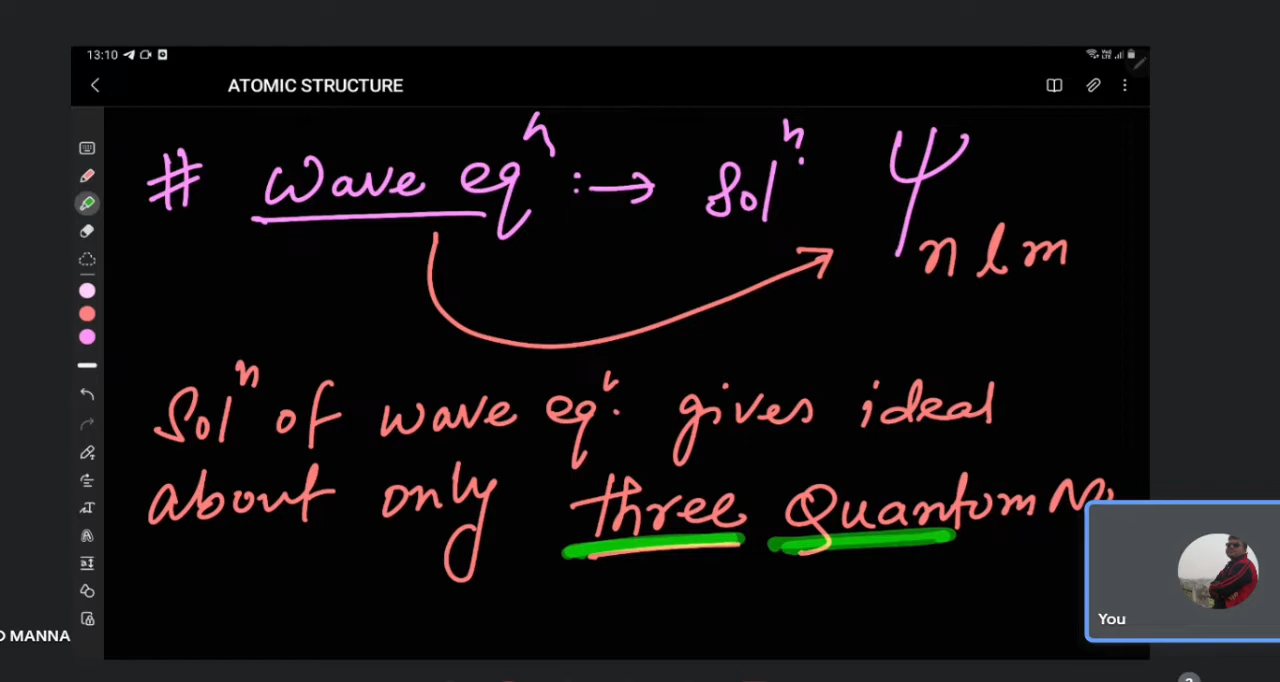 13:10
ATOMIC STRUCTURE
# Wave eqⁿ :→ Solⁿ. ψ n l m
Solⁿ of wave eqⁿ. gives ideal
about only three Quantum No.
You
MANNA